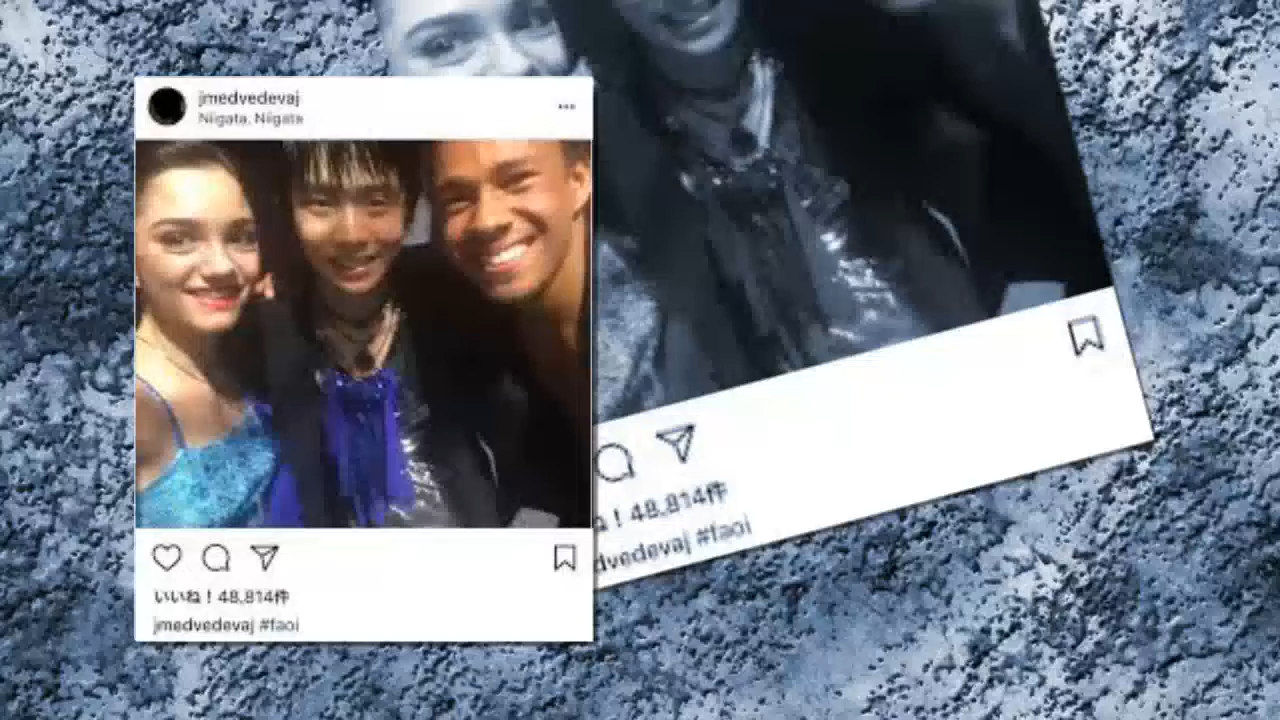 jmedvedevaj
Niigata, Niigata
いいね！48,814件
jmedvedevaj #faoi
ね！48,814件
dvedevaj #faoi